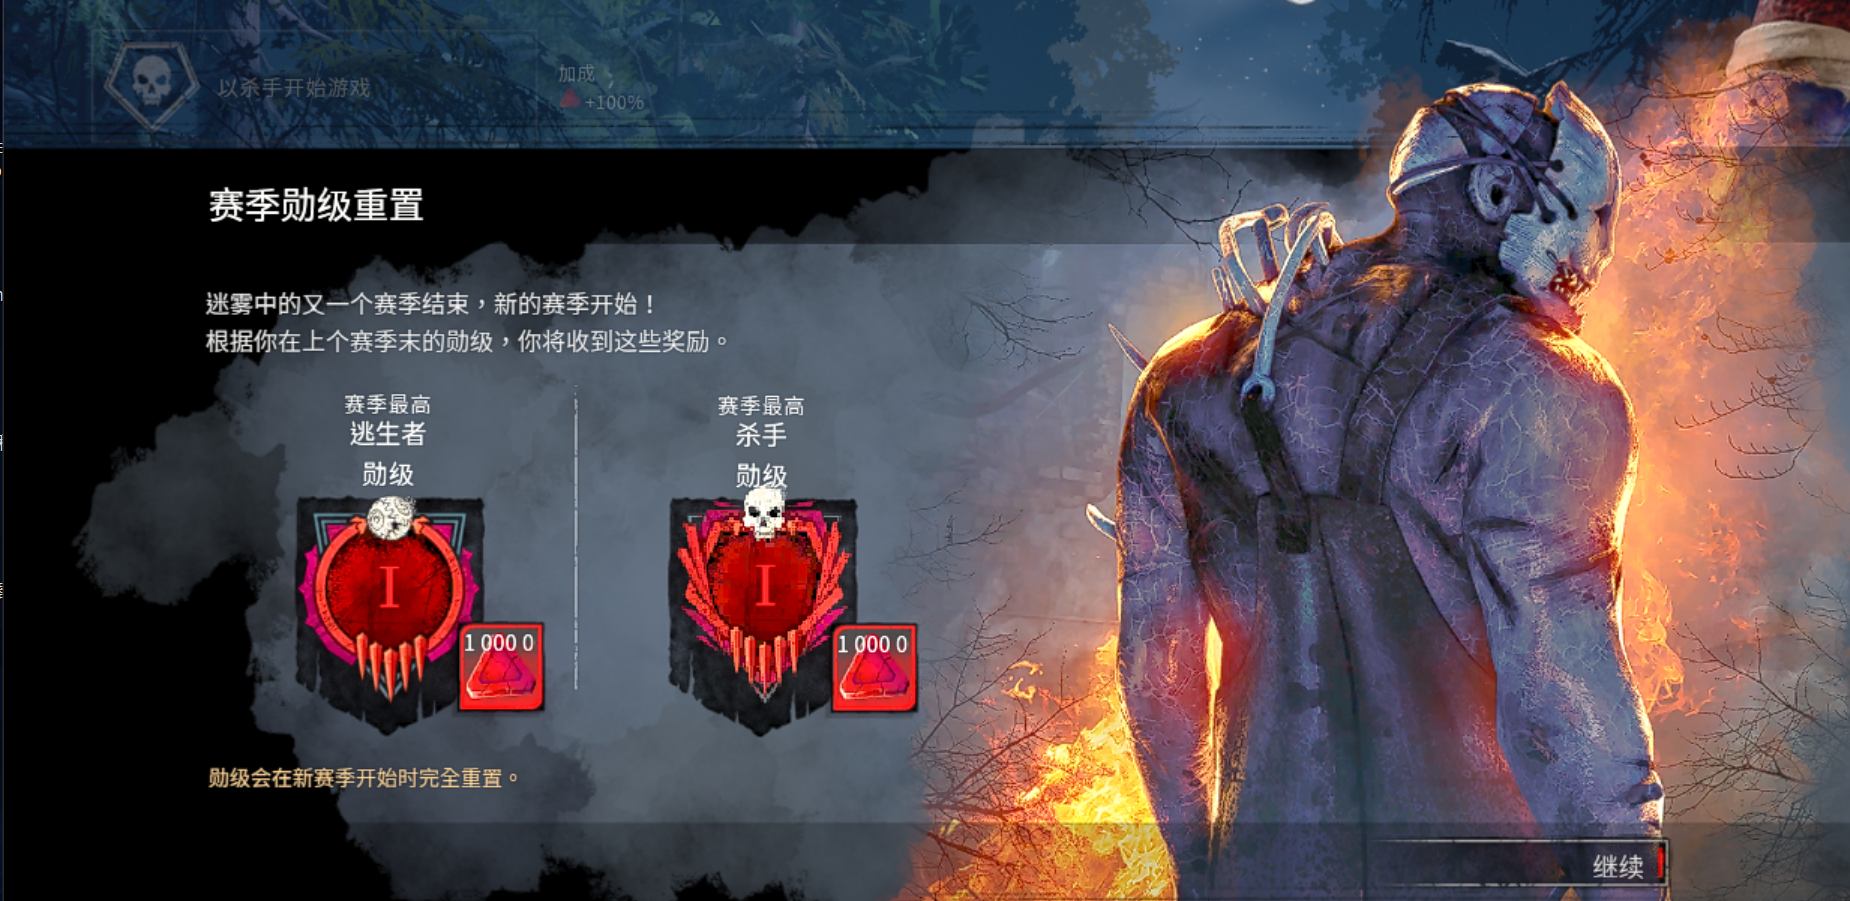 以杀手开始游戏
加成
+100%
赛季勋级重置
迷雾中的又一个赛季结束，新的赛季开始！
根据你在上个赛季末的勋级，你将收到这些奖励。
赛季最高
逃生者
勋级
I
1 000 0
赛季最高
杀手
勋级
I
1 000 0
勋级会在新赛季开始时完全重置。
继续